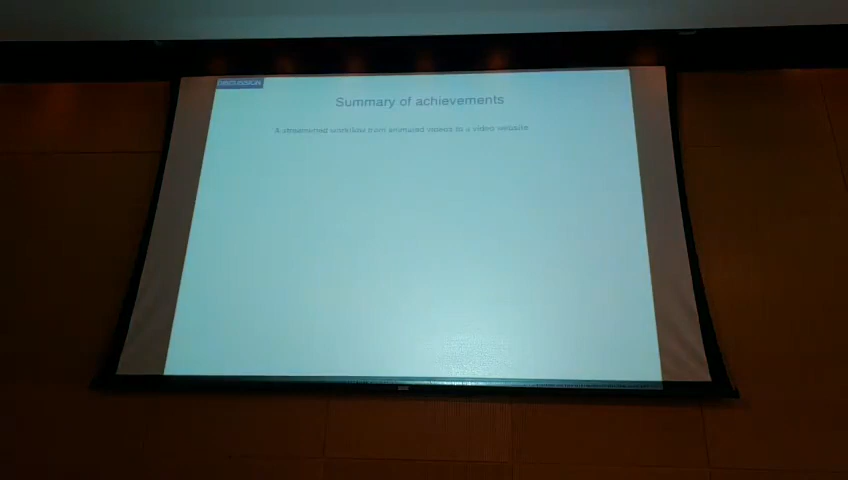 DISCUSSION
Summary of achievements
A streamlined workflow from animated videos to a video website